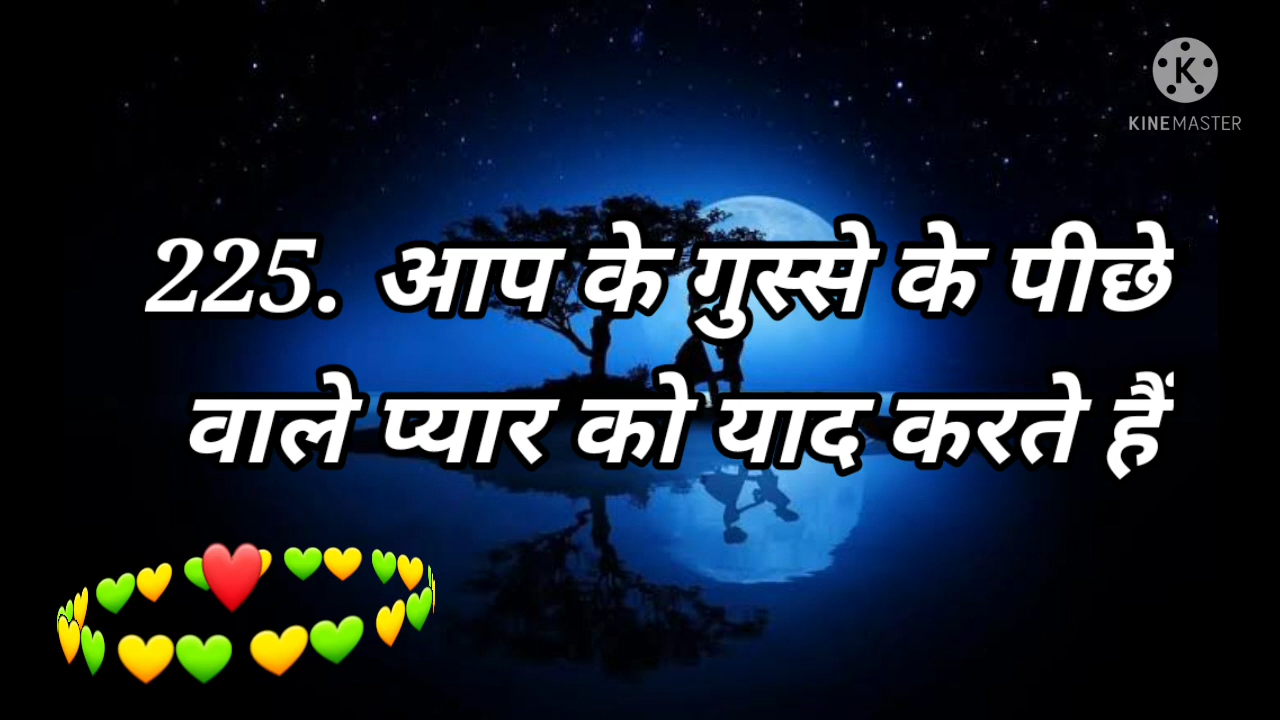 KINEMASTER
225. आप के गुस्से के पीछे
वाले प्यार को याद करते हैं